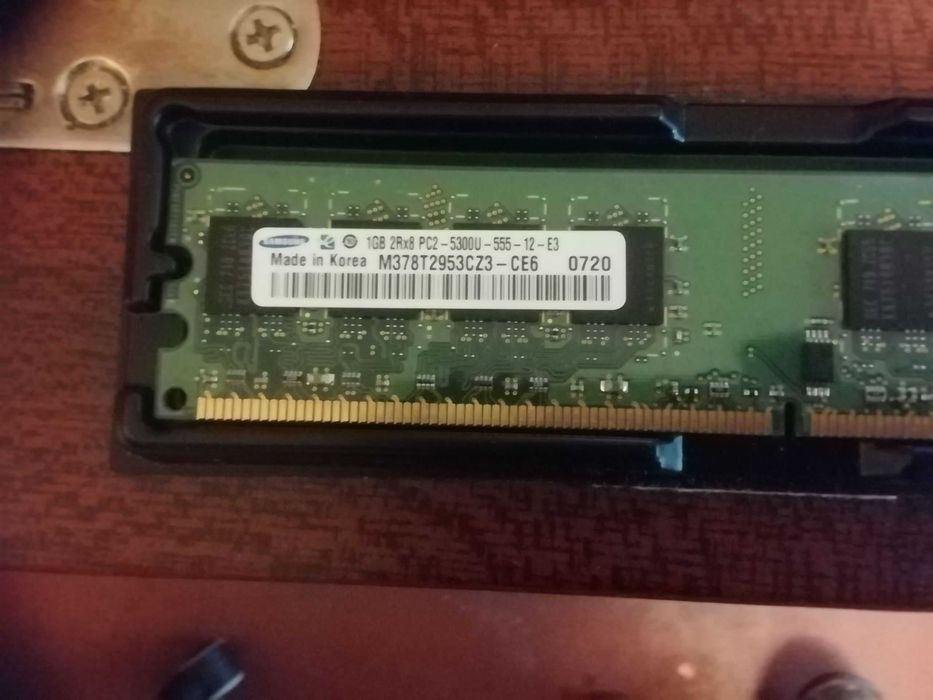 SAMSUNG 1GB 2Rx8 PC2-5300U-555-12-E3
Made in Korea M378T2953CZ3-CE6 0720